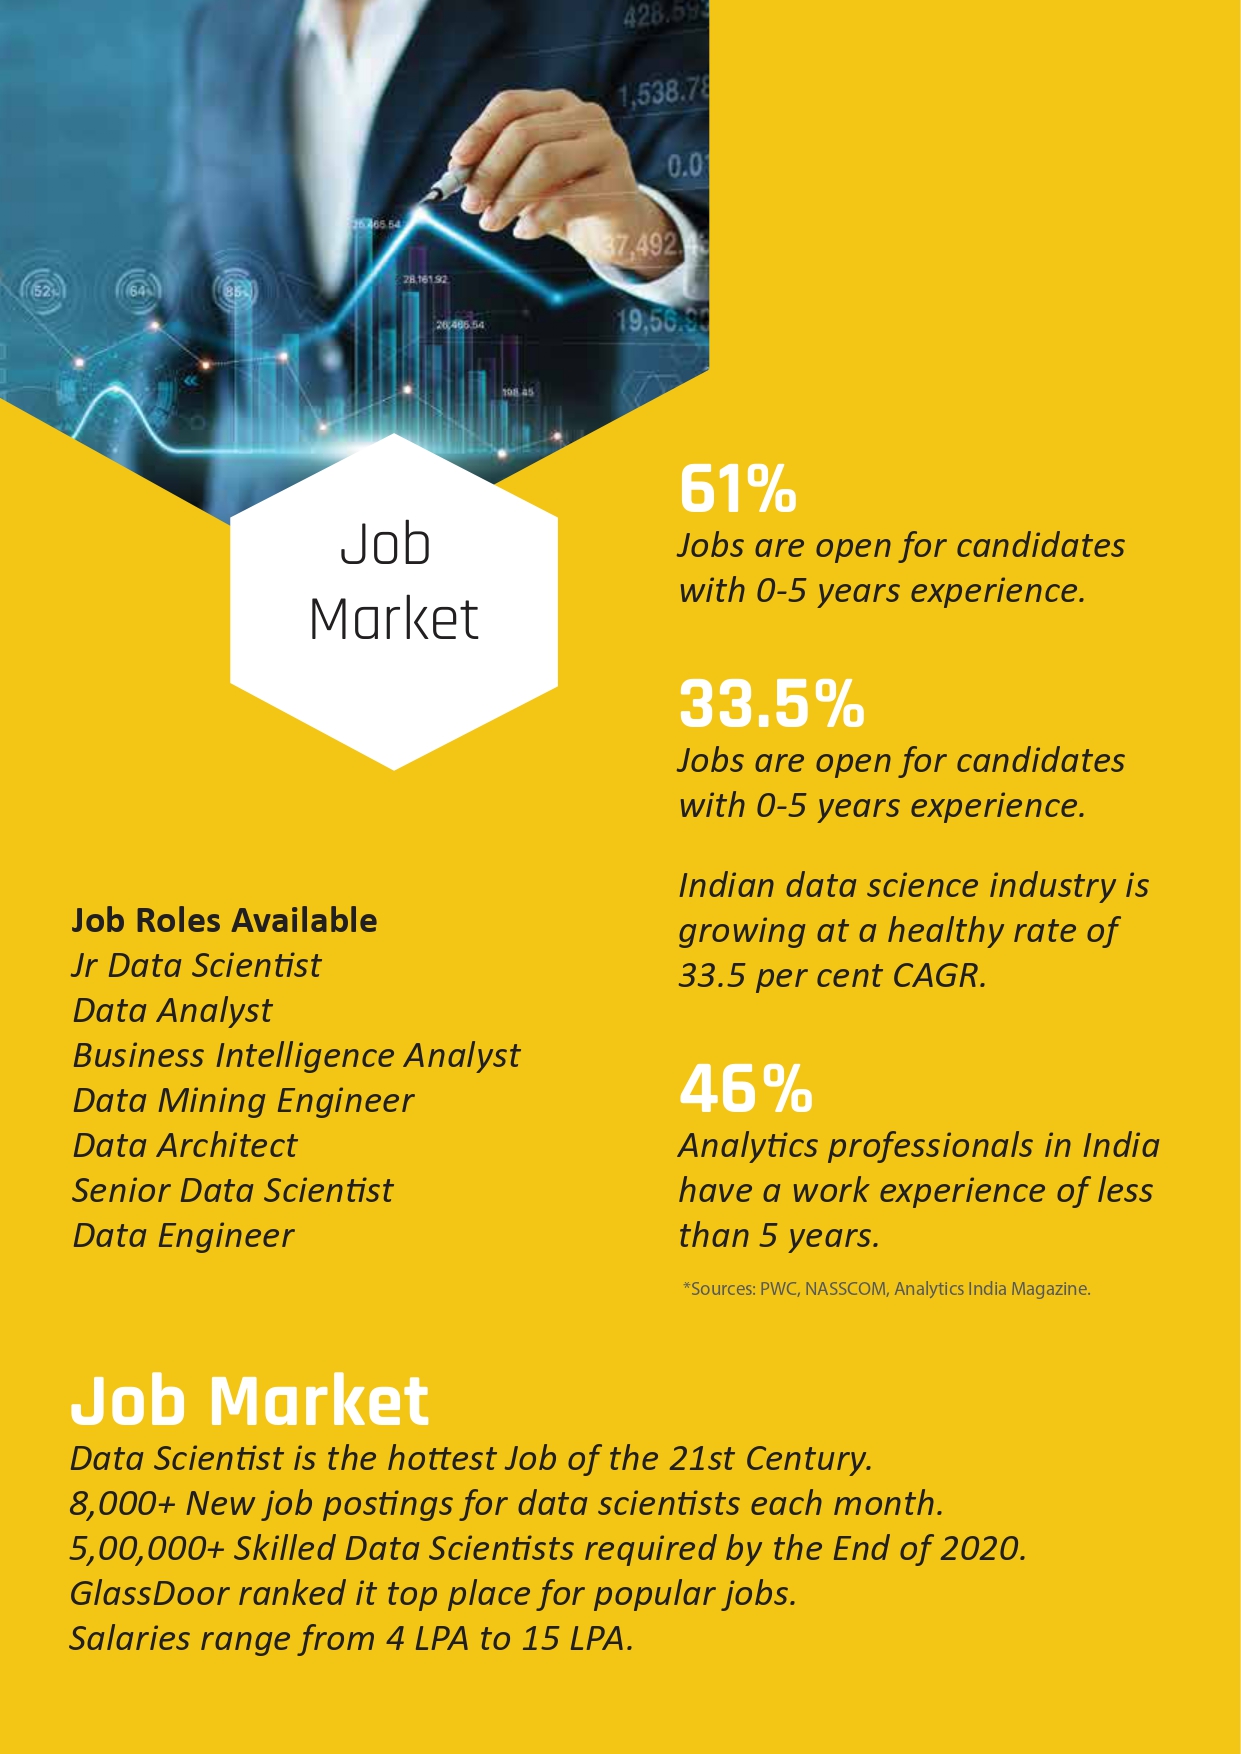 428.593
1,538.78
0.01
25,465.54
37,492.43
28,161.92
52%
64%
85%
26,465.54
19,56
198.45
Job
Market
61%
Jobs are open for candidates
with 0-5 years experience.
33.5%
Jobs are open for candidates
with 0-5 years experience.
Indian data science industry is
growing at a healthy rate of
33.5 per cent CAGR.
46%
Analytics professionals in India
have a work experience of less
than 5 years.
*Sources: PWC, NASSCOM, Analytics India Magazine.
Job Roles Available
Jr Data Scientist
Data Analyst
Business Intelligence Analyst
Data Mining Engineer
Data Architect
Senior Data Scientist
Data Engineer
Job Market
Data Scientist is the hottest Job of the 21st Century.
8,000+ New job postings for data scientists each month.
5,00,000+ Skilled Data Scientists required by the End of 2020.
GlassDoor ranked it top place for popular jobs.
Salaries range from 4 LPA to 15 LPA.